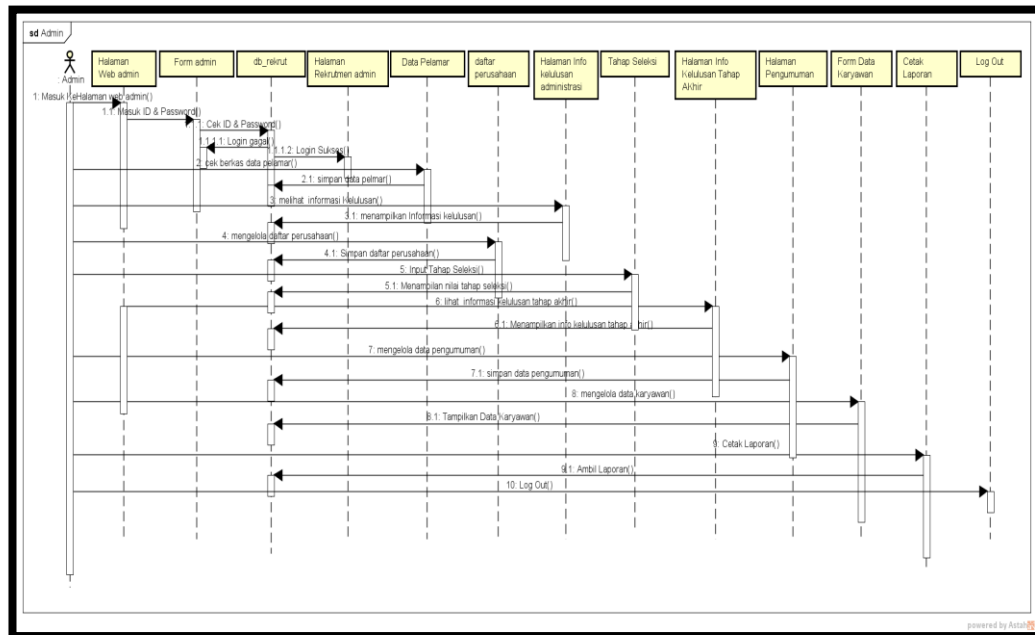 sd Admin
: Admin
Halaman
Web admin
Form admin
db_rekrut
Halaman
Rekrutmen admin
Data Pelamar
daftar
perusahaan
Halaman Info
kelulusan
administrasi
Tahap Seleksi
Halaman Info
Kelulusan Tahap
AKhir
Halaman
Pengumuman
Form Data
Karyawan
Cetak
Laporan
Log Out
1: Masuk KeHalaman web admin()
1.1: Masuk ID & Password()
1.1.1: Cek ID & Password()
1.1.1.1: Login gagal()
1.1.1.2: Login Sukses()
2: cek berkas data pelamar()
2.1: simpan data pelmar()
3: melihat informasi Kelulusan()
3.1: menampilkan Informasi kelulusan()
4: mengelola daftar perusahaan()
4.1: Simpan daftar perusahaan()
5: Input Tahap Seleksi()
5.1: Menampilan nilai tahap seleksi()
6: lihat informasi kelulusan tahap akhir()
6.1: Menampilkan info kelulusan tahap akhir()
7: mengelola data pengumuman()
7.1: simpan data pengumuman()
8: mengelola data karyawan()
8.1: Tampilkan Data Karyawan()
9: Cetak Laporan()
9.1: Ambil Laporan()
10: Log Out()
powered by Astah